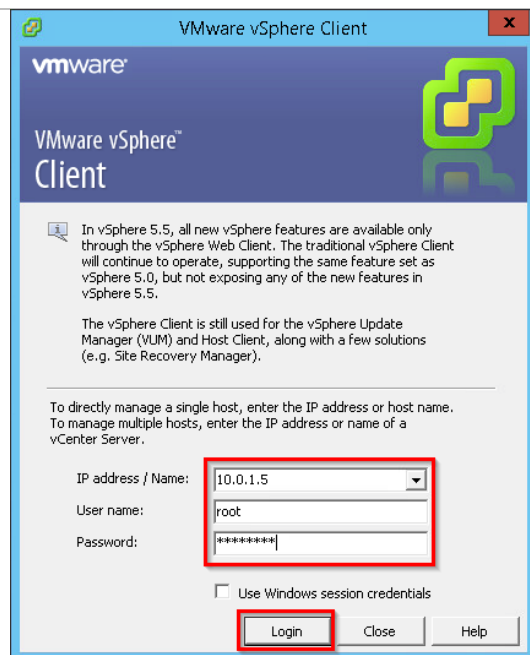 VMware vSphere Client
x
vmware®
VMware vSphere™
Client
In vSphere 5.5, all new vSphere features are available only
through the vSphere Web Client. The traditional vSphere Client
will continue to operate, supporting the same feature set as
vSphere 5.0, but not exposing any of the new features in
vSphere 5.5.
The vSphere Client is still used for the vSphere Update
Manager (VUM) and Host Client, along with a few solutions
(e.g. Site Recovery Manager).
To directly manage a single host, enter the IP address or host name.
To manage multiple hosts, enter the IP address or name of a
vCenter Server.
IP address / Name: 10.0.1.5
User name: root
Password: ********
Use Windows session credentials
Login Close Help